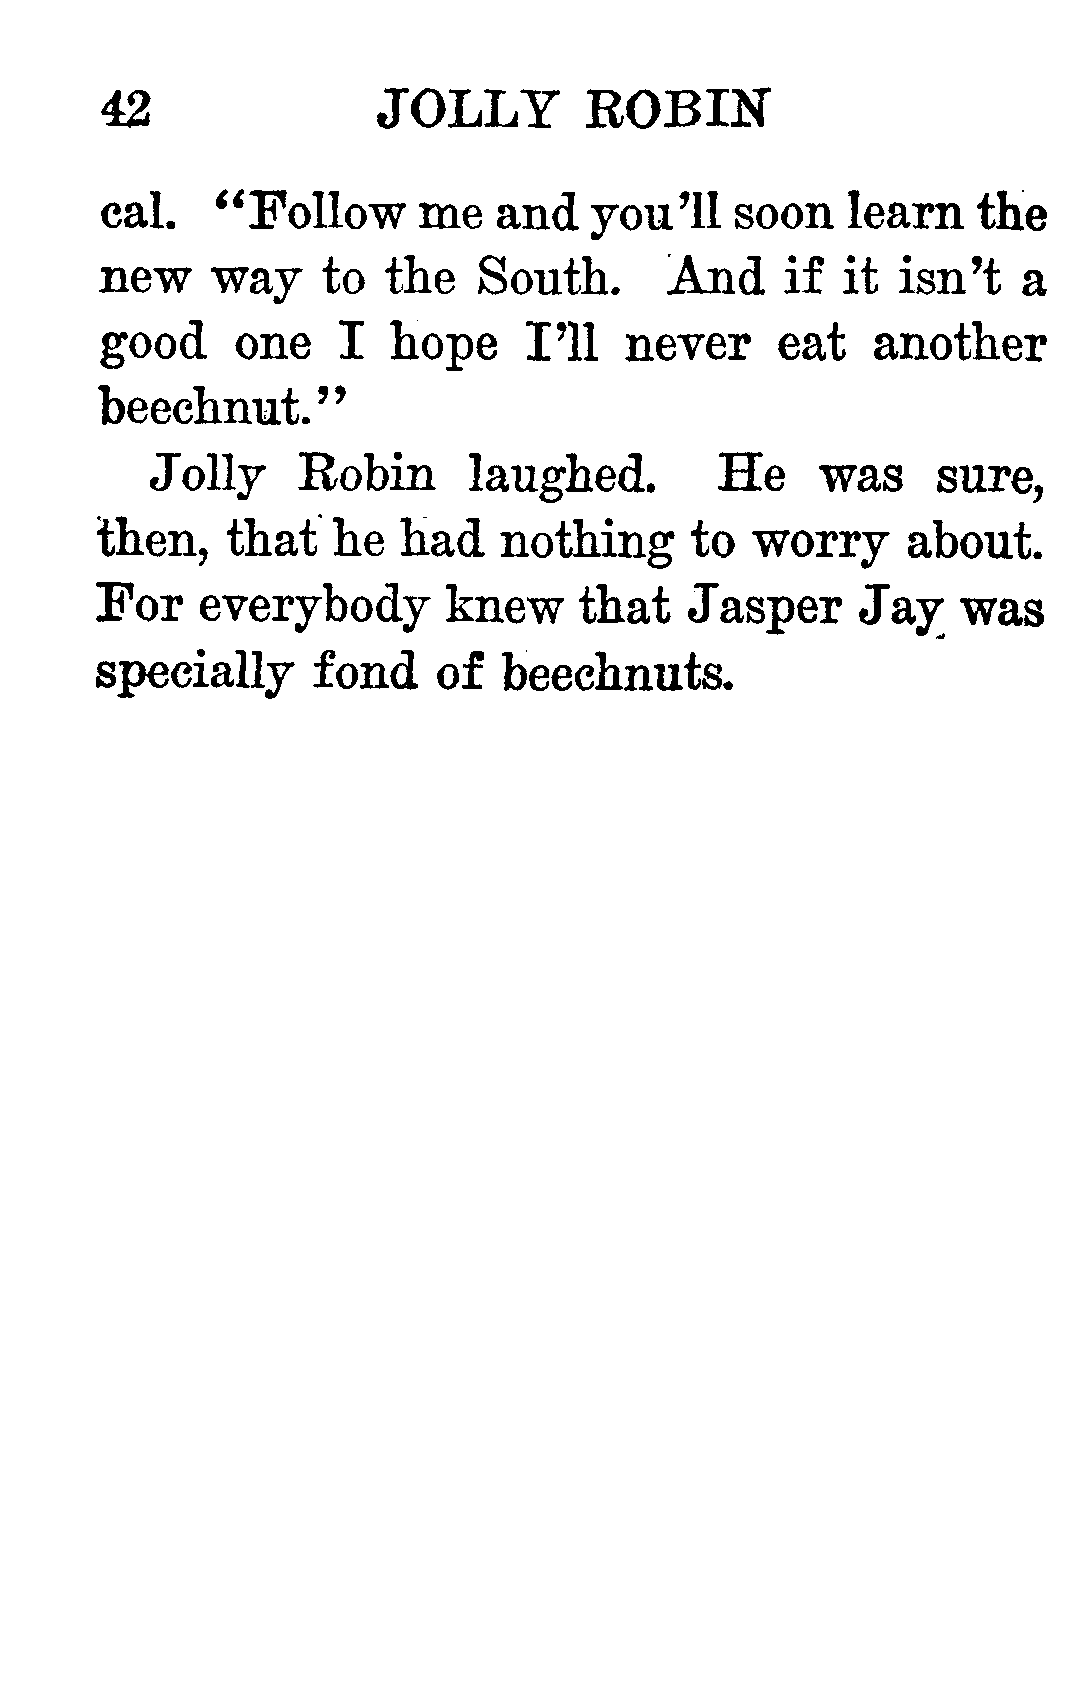 42 JOLLY ROBIN
cal. "Follow me and you'll soon learn the
new way to the South. And if it isn't a
good one I hope I'll never eat another
beechnut."
Jolly Robin laughed. He was sure,
then, that he had nothing to worry about.
For everybody knew that Jasper Jay was
specially fond of beechnuts.